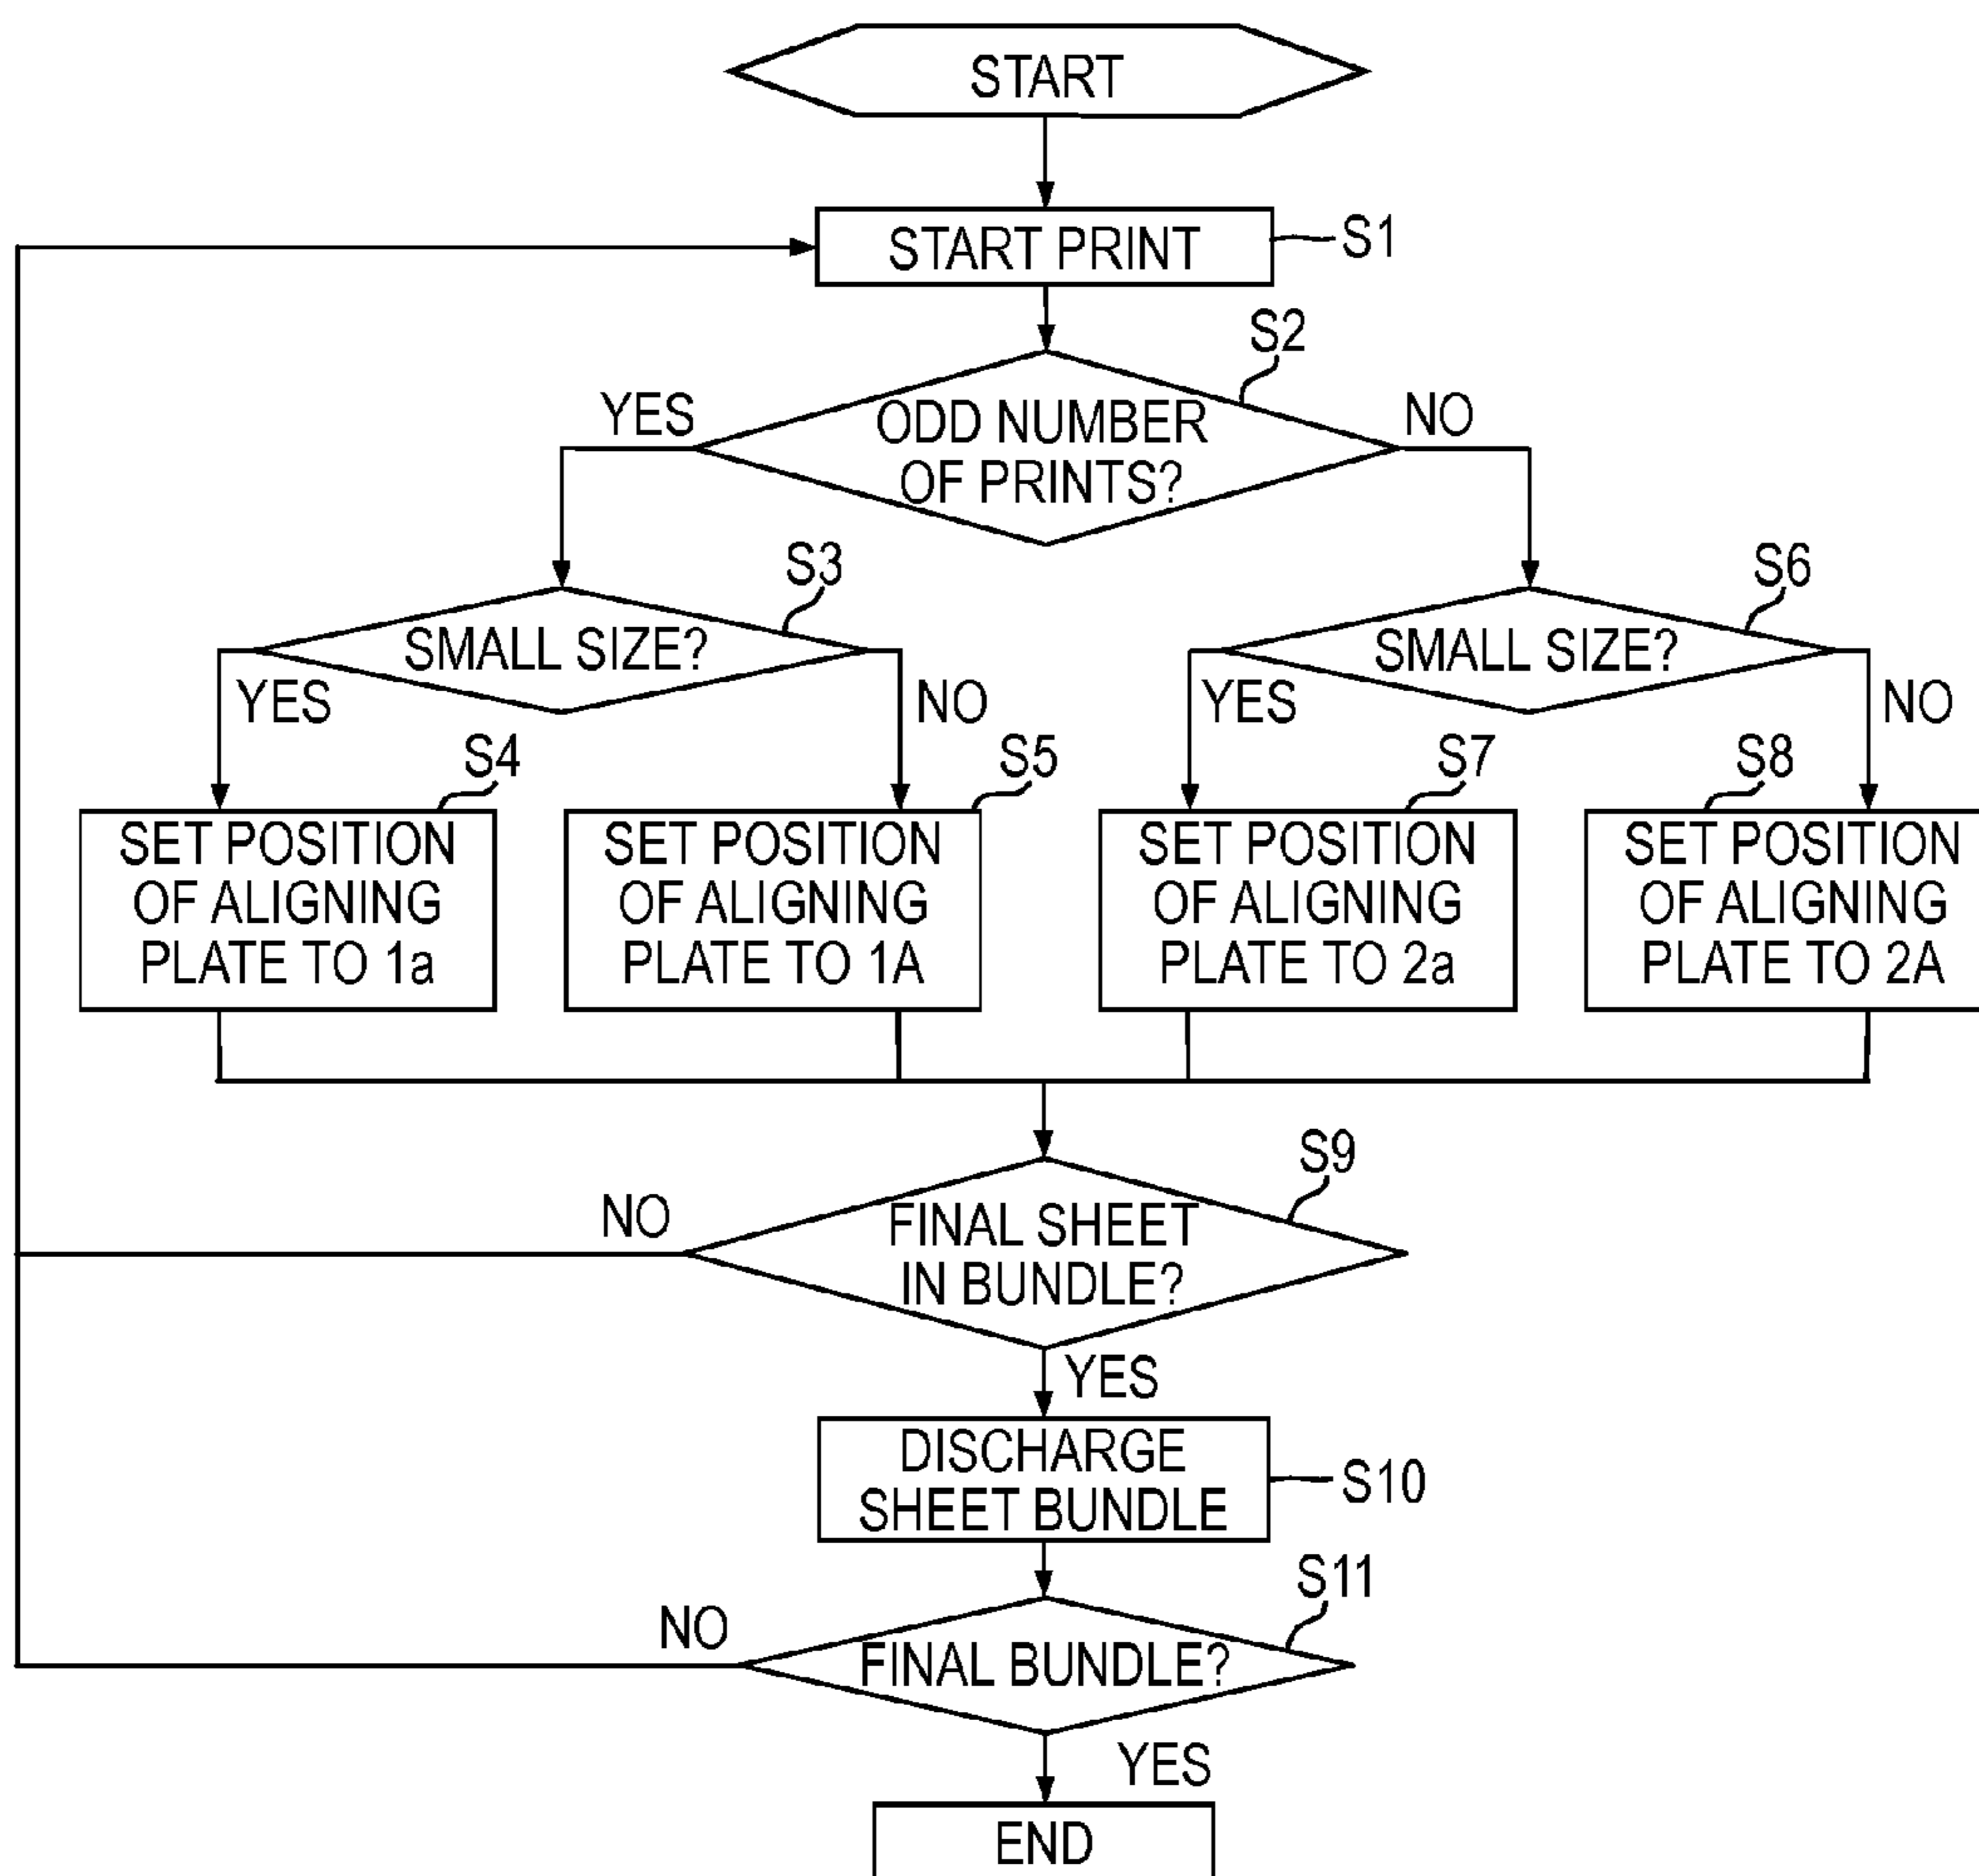 START
START PRINT
S1
S2
YES
ODD NUMBER
OF PRINTS?
NO
S3
SMALL SIZE?
YES
NO
S6
SMALL SIZE?
YES
NO
S4
SET POSITION
OF ALIGNING
PLATE TO 1a
S5
SET POSITION
OF ALIGNING
PLATE TO 1A
S7
SET POSITION
OF ALIGNING
PLATE TO 2a
S8
SET POSITION
OF ALIGNING
PLATE TO 2A
S9
NO
FINAL SHEET
IN BUNDLE?
YES
DISCHARGE
SHEET BUNDLE
S10
S11
NO
FINAL BUNDLE?
YES
END